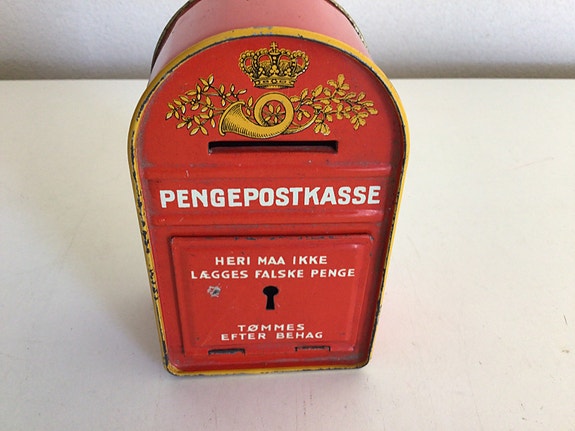 PENGEPOSTKASSE
HERI MAA IKKE
LÆGGES FALSKE PENGE
TØMMES
EFTER BEHAG